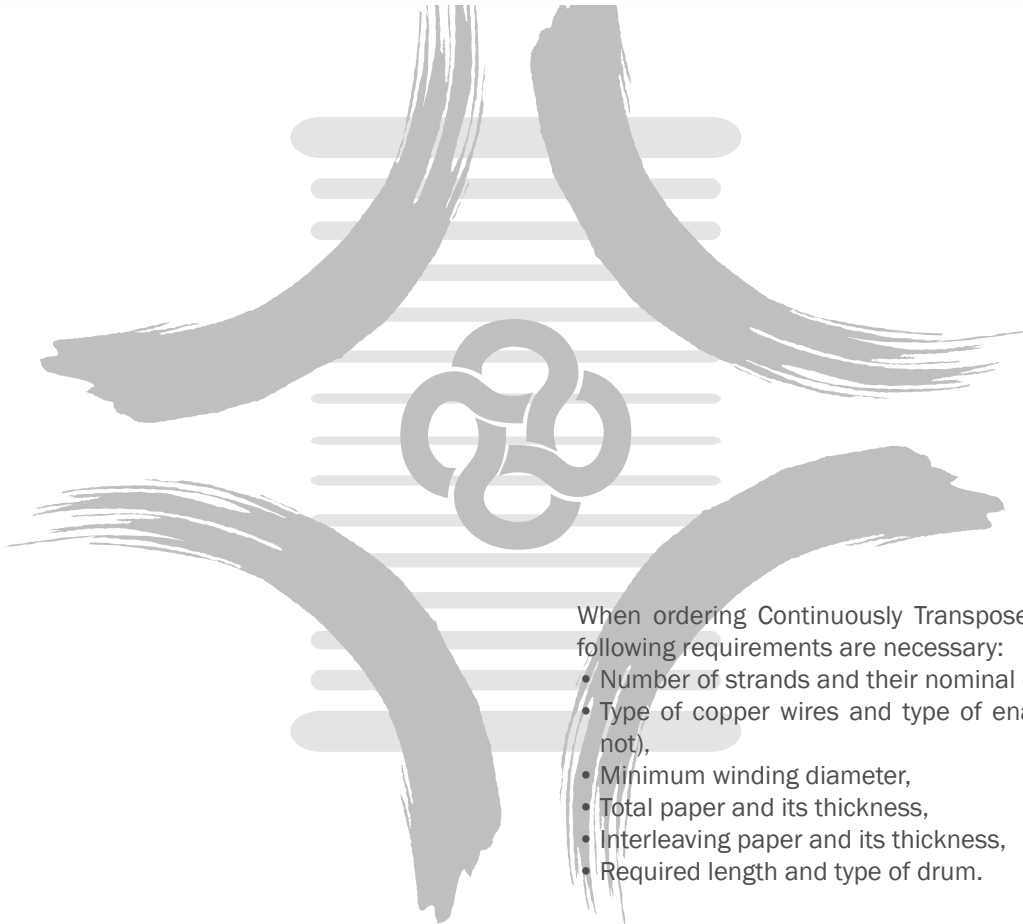 When ordering Continuously Transpose
following requirements are necessary:
• Number of strands and their nominal
• Type of copper wires and type of ena
not),
• Minimum winding diameter,
• Total paper and its thickness,
• Interleaving paper and its thickness,
• Required length and type of drum.